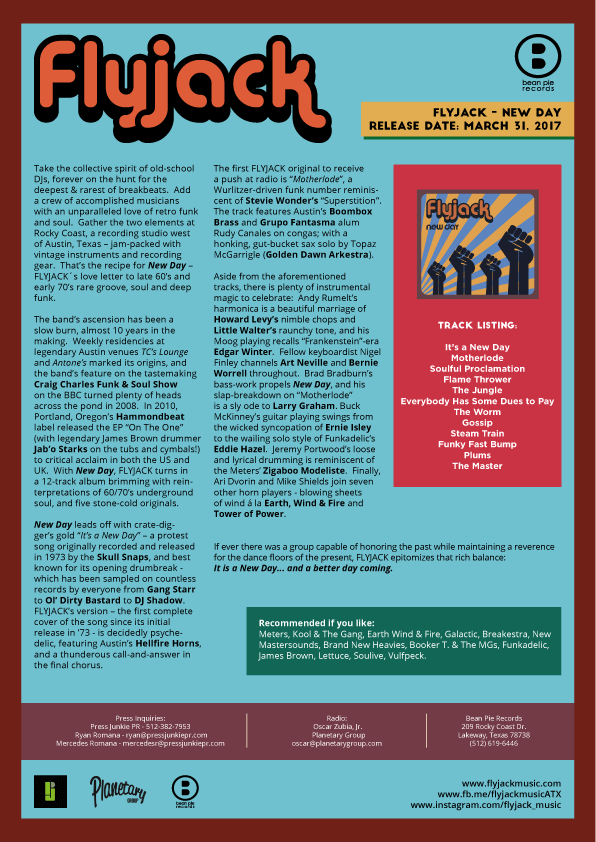 Flyjack
bean pie
records
FLYJACK - NEW DAY
RELEASE DATE: MARCH 31, 2017
Take the collective spirit of old-school
DJs, forever on the hunt for the
deepest & rarest of breakbeats.  Add
a crew of accomplished musicians
with an unparalleled love of retro funk
and soul.  Gather the two elements at
Rocky Coast, a recording studio west
of Austin, Texas – jam-packed with
vintage instruments and recording
gear.  That's the recipe for New Day –
FLYJACK´s love letter to late 60's and
early 70's rare groove, soul and deep
funk.
The band's ascension has been a
slow burn, almost 10 years in the
making.  Weekly residencies at
legendary Austin venues TC's Lounge
and Antone's marked its origins, and
the band's feature on the tastemaking
Craig Charles Funk & Soul Show
on the BBC turned plenty of heads
across the pond in 2008.  In 2010,
Portland, Oregon's Hammondbeat
label released the EP “On The One”
(with legendary James Brown drummer
Jab'o Starks on the tubs and cymbals!)
to critical acclaim in both the US and
UK.  With New Day, FLYJACK turns in
a 12-track album brimming with rein-
terpretations of 60/70's underground
soul, and five stone-cold originals.
New Day leads off with crate-dig-
ger's gold “It's a New Day” – a protest
song originally recorded and released
in 1973 by the Skull Snaps, and best
known for its opening drumbreak -
which has been sampled on countless
records by everyone from Gang Starr
to Ol' Dirty Bastard to DJ Shadow.
FLYJACK's version – the first complete
cover of the song since its initial
release in '73 - is decidedly psyche-
delic, featuring Austin's Hellfire Horns,
and a thunderous call-and-answer in
the final chorus.
The first FLYJACK original to receive
a push at radio is “Motherlode”, a
Wurlitzer-driven funk number reminis-
cent of Stevie Wonder's “Superstition”.
The track features Austin's Boombox
Brass and Grupo Fantasma alum
Rudy Canales on congas; with a
honking, gut-bucket sax solo by Topaz
McGarrigle (Golden Dawn Arkestra).
Aside from the aforementioned
tracks, there is plenty of instrumental
magic to celebrate:  Andy Rumelt's
harmonica is a beautiful marriage of
Howard Levy's nimble chops and
Little Walter's raunchy tone, and his
Moog playing recalls “Frankenstein”-era
Edgar Winter.  Fellow keyboardist Nigel
Finley channels Art Neville and Bernie
Worrell throughout.  Brad Bradburn's
bass-work propels New Day, and his
slap-breakdown on “Motherlode”
is a sly ode to Larry Graham. Buck
McKinney's guitar playing swings from
the wicked syncopation of Ernie Isley
to the wailing solo style of Funkadelic's
Eddie Hazel.  Jeremy Portwood's loose
and lyrical drumming is reminiscent of
the Meters' Zigaboo Modeliste.  Finally,
Ari Dvorin and Mike Shields join seven
other horn players - blowing sheets
of wind á la Earth, Wind & Fire and
Tower of Power.
Flyjack
new day
TRACK LISTING:
It's a New Day
Motherlode
Soulful Proclamation
Flame Thrower
The Jungle
Everybody Has Some Dues to Pay
The Worm
Gossip
Steam Train
Funky Fast Bump
Plums
The Master
If ever there was a group capable of honoring the past while maintaining a reverence
for the dance floors of the present, FLYJACK epitomizes that rich balance:
It is a New Day... and a better day coming.
Recommended if you like:
Meters, Kool & The Gang, Earth Wind & Fire, Galactic, Breakestra, New
Mastersounds, Brand New Heavies, Booker T. & The MGs, Funkadelic,
James Brown, Lettuce, Soulive, Vulfpeck.
Press Inquiries:
Press Junkie PR - 512-382-7953
Ryan Romana - ryan@pressjunkiepr.com
Mercedes Romana - mercedesr@pressjunkiepr.com
Radio:
Oscar Zubia, Jr.
Planetary Group
oscar@planetarygroup.com
Bean Pie Records
209 Rocky Coast Dr.
Lakeway, Texas 78738
(512) 619-6446
Planetary
GROUP
bean pie
records
www.flyjackmusic.com
www.fb.me/flyjackmusicATX
www.instagram.com/flyjack_music